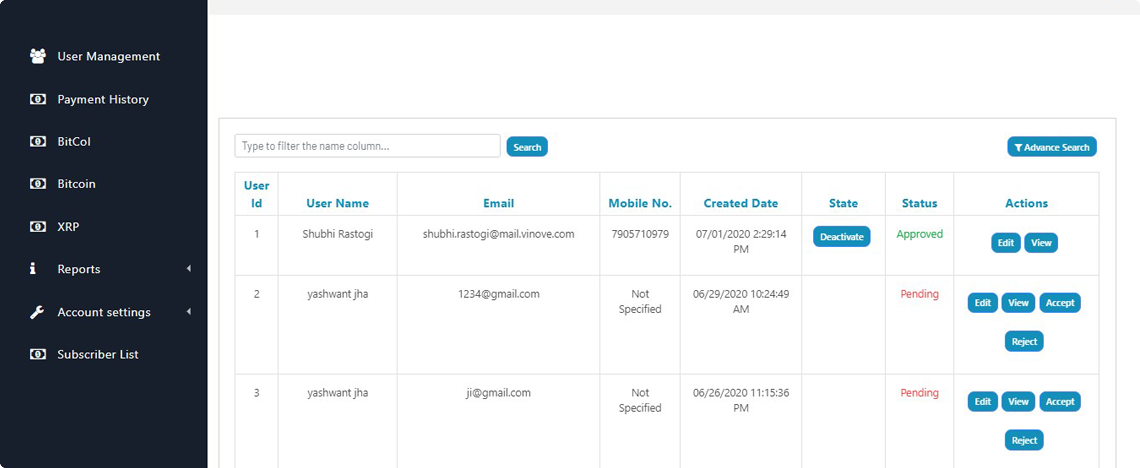 User Management
Payment History
BitCol
Bitcoin
XRP
Reports
Account settings
Subscriber List
Type to filter the name column...
Search
Advance Search
User Id
User Name
Email
Mobile No.
Created Date
State
Status
Actions
1
Shubhi Rastogi
shubhi.rastogi@mail.vinove.com
7905710979
07/01/2020 2:29:14
PM
Deactivate
Approved
Edit
View
2
yashwant jha
1234@gmail.com
Not
Specified
06/29/2020 10:24:49
AM
Pending
Edit
View
Accept
Reject
3
yashwant jha
ji@gmail.com
Not
Specified
06/26/2020 11:15:36
PM
Pending
Edit
View
Accept
Reject